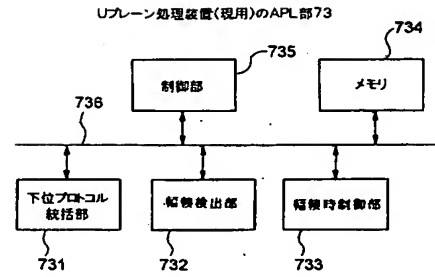 Uプレーン処理装置(現用)のAPL部73
735
734
制御部
メモリ
736
下位プロトコル
統括部
輻輳検出部
輻輳時制御部
731
732
733